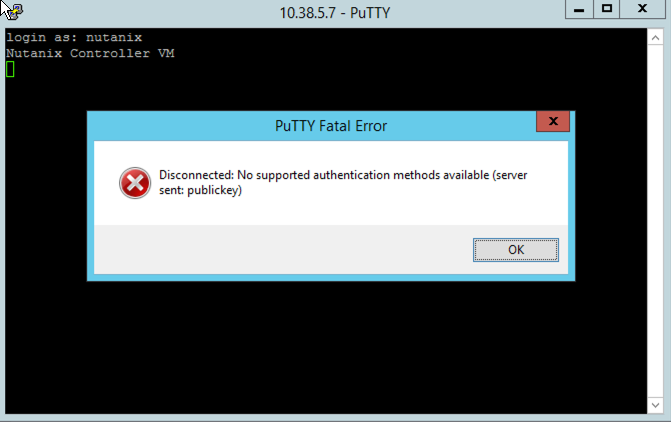 10.38.5.7 - PuTTY
login as: nutanix
Nutanix Controller VM
PuTTY Fatal Error
Disconnected: No supported authentication methods available (server
sent: publickey)
OK